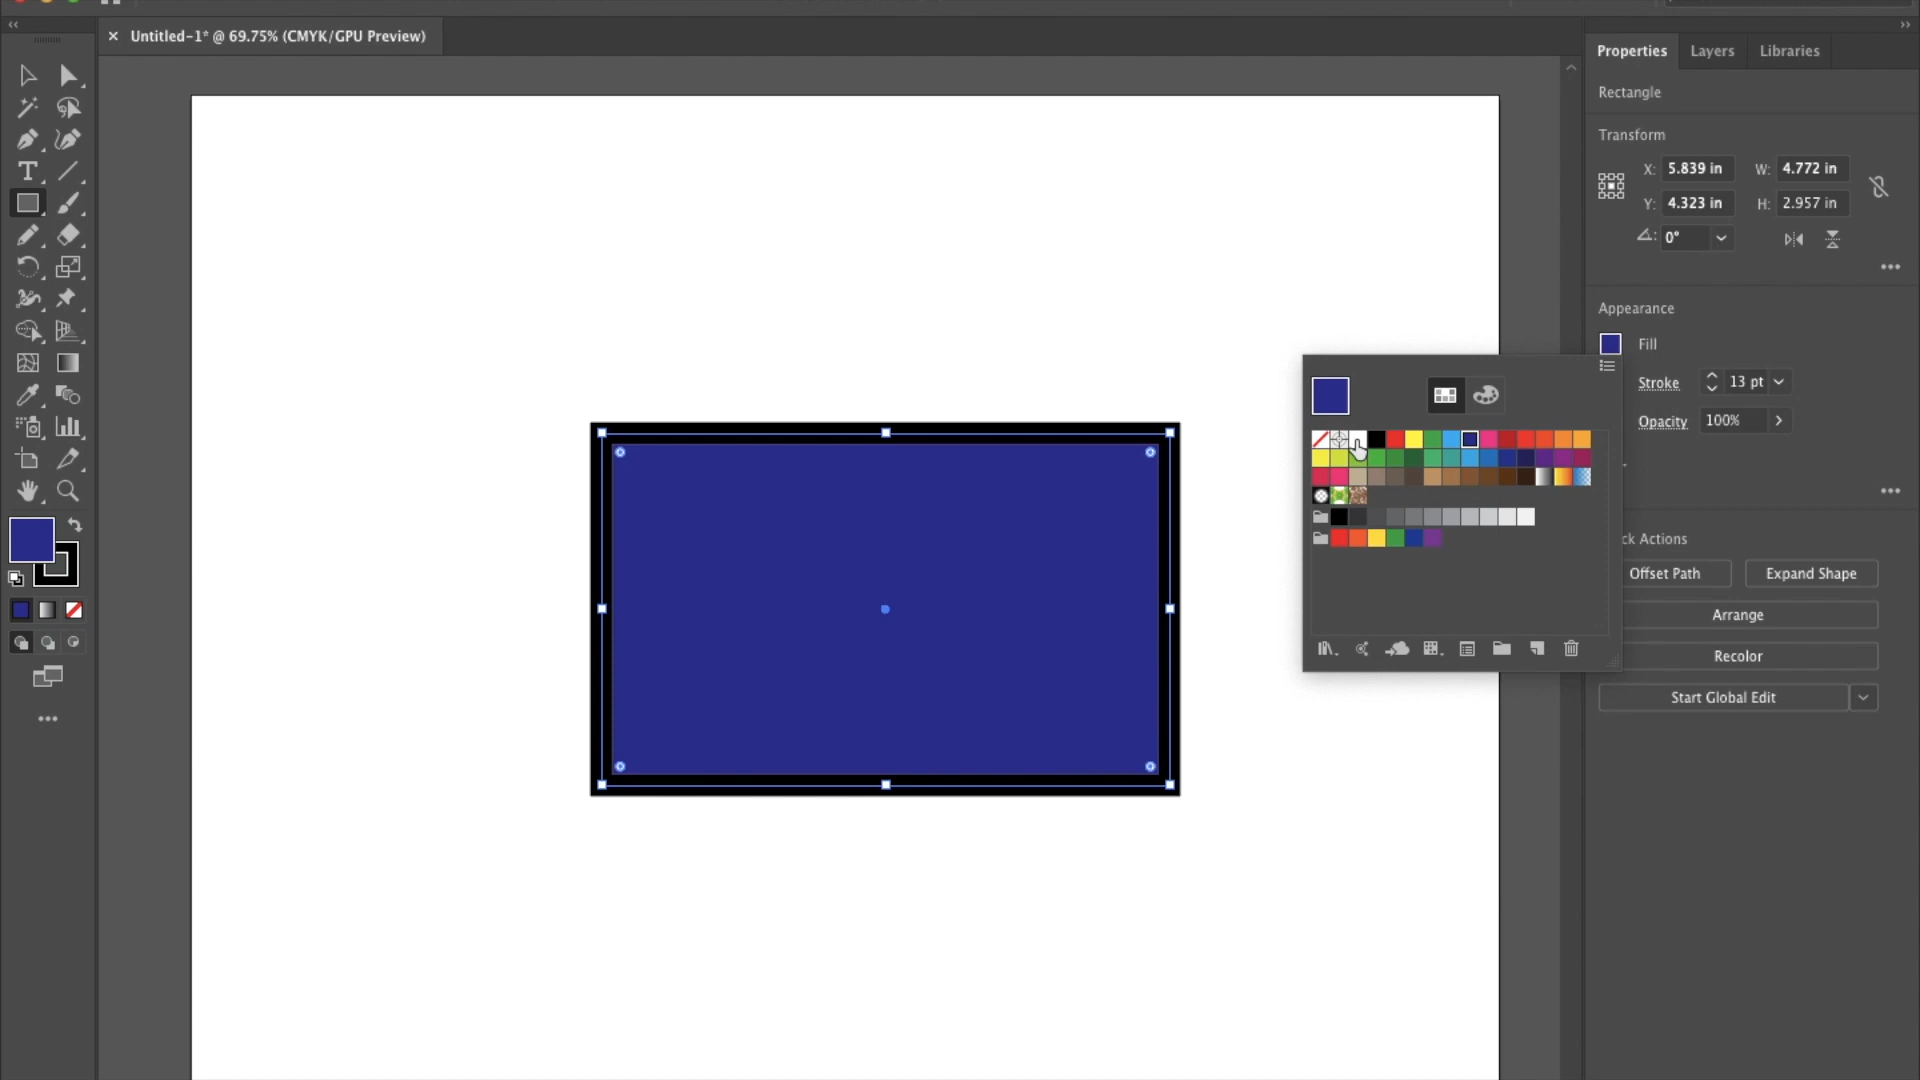 Untitled-1* @ 69.75% (CMYK/GPU Preview)
Properties Layers Libraries
Rectangle
Transform
X: 5.839 in W: 4.772 in
Y: 4.323 in H: 2.957 in
0°
Appearance
Fill
Stroke 13 pt
Opacity 100%
ck Actions
Offset Path Expand Shape
Arrange
Recolor
Start Global Edit